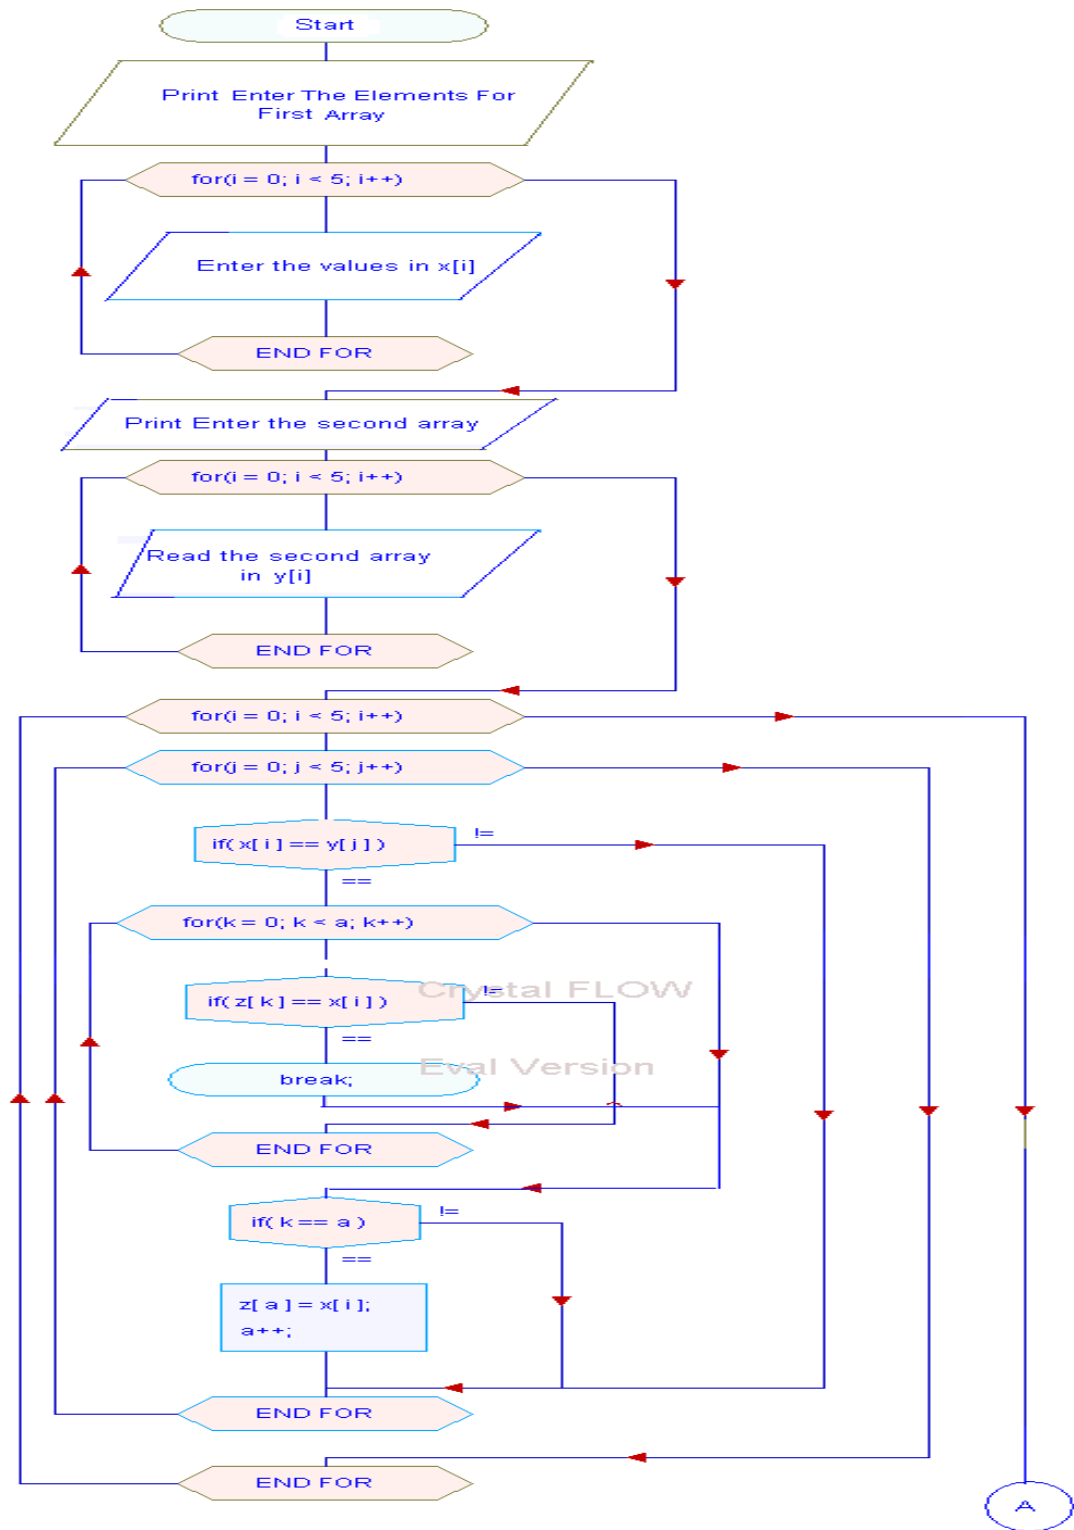 Start
Print Enter The Elements For
First Array
for(i = 0; i < 5; i++)
Enter the values in x[i]
END FOR
Print Enter the second array
for(i = 0; i < 5; i++)
Read the second array
in y[i]
END FOR
for(i = 0; i < 5; i++)
for(j = 0; j < 5; j++)
!=
if( x[ i ] == y[ j ] )
==
for(k = 0; k < a; k++)
Crystal FLOW
!=
if( z[ k ] == x[ i ] )
==
Eval Version
break;
END FOR
!=
if( k == a )
==
z[ a ] = x[ i ];
a++;
END FOR
END FOR
A